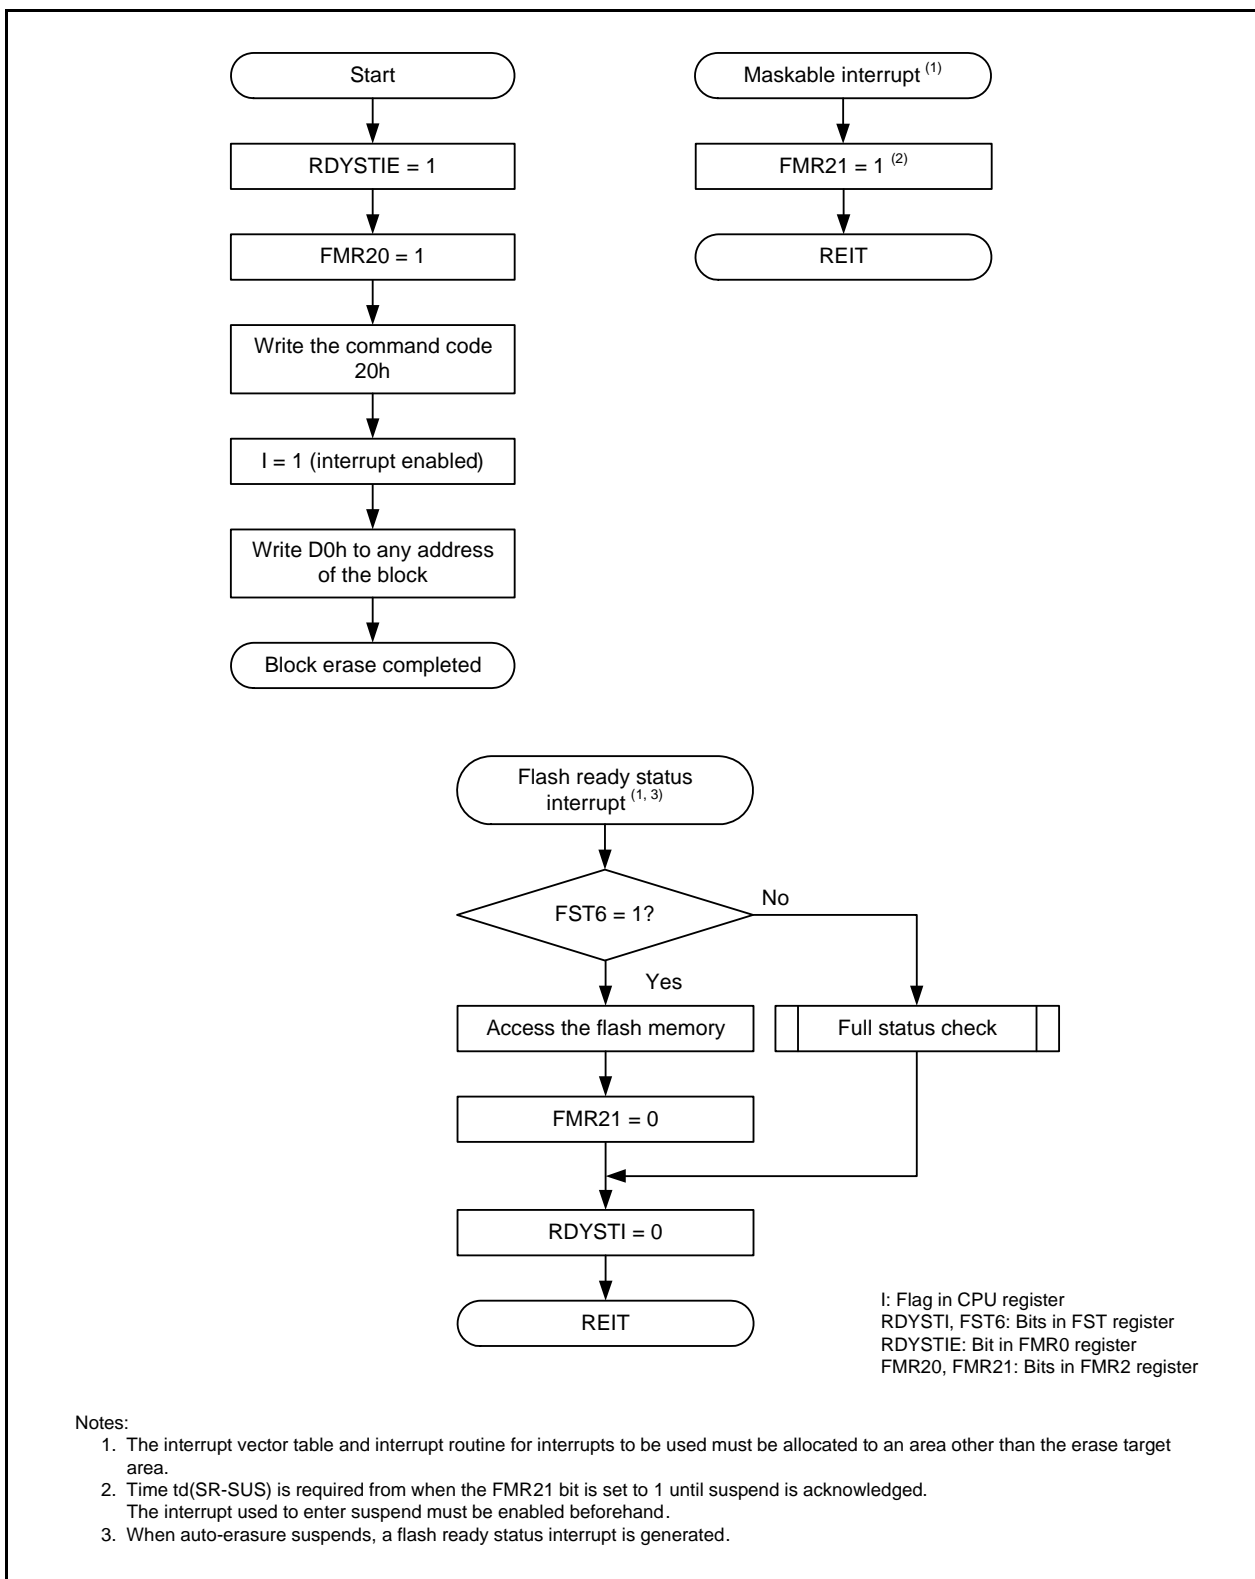 Start
RDYSTIE = 1
FMR20 = 1
Write the command code
20h
I = 1 (interrupt enabled)
Write D0h to any address
of the block
Block erase completed
Maskable interrupt (1)
FMR21 = 1 (2)
REIT
Flash ready status
interrupt (1, 3)
FST6 = 1?
No
Yes
Access the flash memory
Full status check
FMR21 = 0
RDYSTI = 0
REIT
I: Flag in CPU register
RDYSTI, FST6: Bits in FST register
RDYSTIE: Bit in FMR0 register
FMR20, FMR21: Bits in FMR2 register
Notes:
1. The interrupt vector table and interrupt routine for interrupts to be used must be allocated to an area other than the erase target
area.
2. Time td(SR-SUS) is required from when the FMR21 bit is set to 1 until suspend is acknowledged.
The interrupt used to enter suspend must be enabled beforehand.
3. When auto-erasure suspends, a flash ready status interrupt is generated.